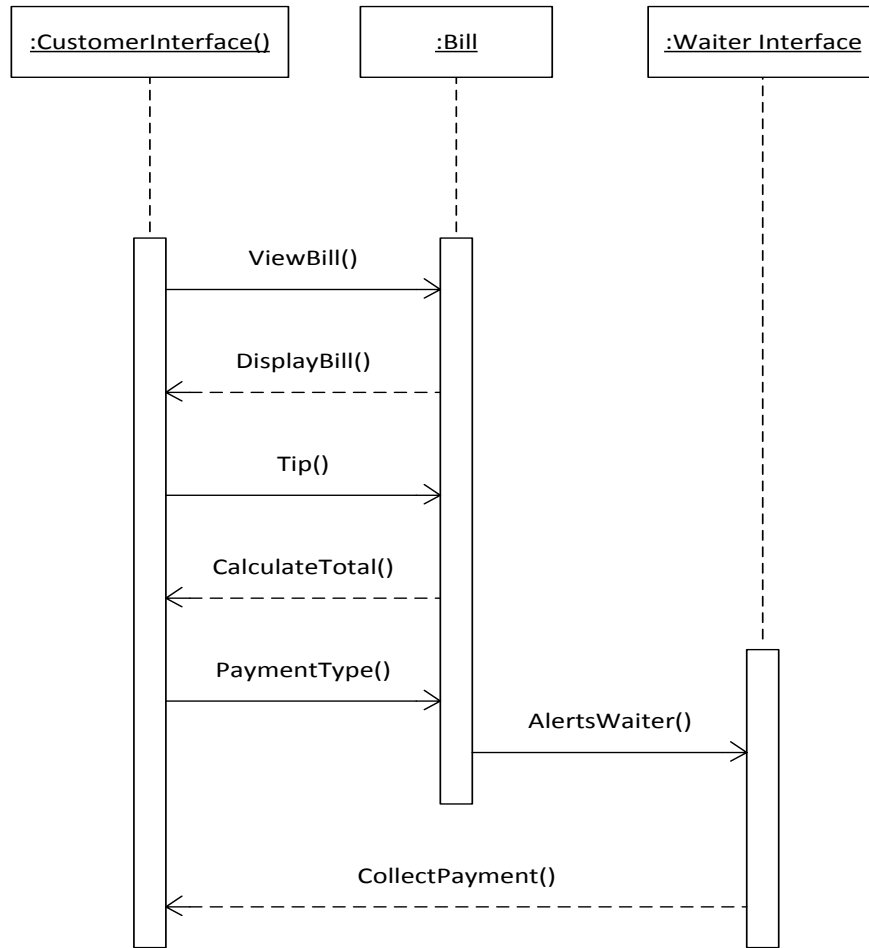 :CustomerInterface()
:Bill
:Waiter Interface
ViewBill()
DisplayBill()
Tip()
CalculateTotal()
PaymentType()
AlertsWaiter()
CollectPayment()